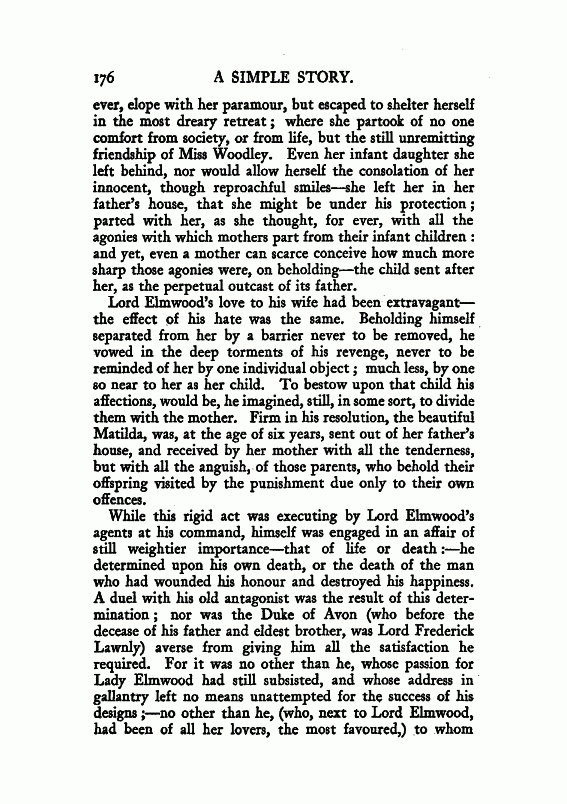 176 A SIMPLE STORY.
ever, elope with her paramour, but escaped to shelter herself
in the most dreary retreat ; where she partook of no one
comfort from society, or from life, but the still unremitting
friendship of Miss Woodley. Even her infant daughter she
left behind, nor would allow herself the consolation of her
innocent, though reproachful smiles—she left her in her
father's house, that she might be under his protection ;
parted with her, as she thought, for ever, with all the
agonies with which mothers part from their infant children :
and yet, even a mother can scarce conceive how much more
sharp those agonies were, on beholding—the child sent after
her, as the perpetual outcast of its father.
Lord Elmwood's love to his wife had been extravagant—
the effect of his hate was the same. Beholding himself
separated from her by a barrier never to be removed, he
vowed in the deep torments of his revenge, never to be
reminded of her by one individual object ; much less, by one
so near to her as her child. To bestow upon that child his
affections, would be, he imagined, still, in some sort, to divide
them with the mother. Firm in his resolution, the beautiful
Matilda, was, at the age of six years, sent out of her father's
house, and received by her mother with all the tenderness,
but with all the anguish, of those parents, who behold their
offspring visited by the punishment due only to their own
offences.
While this rigid act was executing by Lord Elmwood's
agents at his command, himself was engaged in an affair of
still weightier importance—that of life or death :—he
determined upon his own death, or the death of the man
who had wounded his honour and destroyed his happiness.
A duel with his old antagonist was the result of this deter-
mination ; nor was the Duke of Avon (who before the
decease of his father and eldest brother, was Lord Frederick
Lawnly) averse from giving him all the satisfaction he
required. For it was no other than he, whose passion for
Lady Elmwood had still subsisted, and whose address in
gallantry left no means unattempted for the success of his
designs ;—no other than he, (who, next to Lord Elmwood,
had been of all her lovers, the most favoured,) to whom